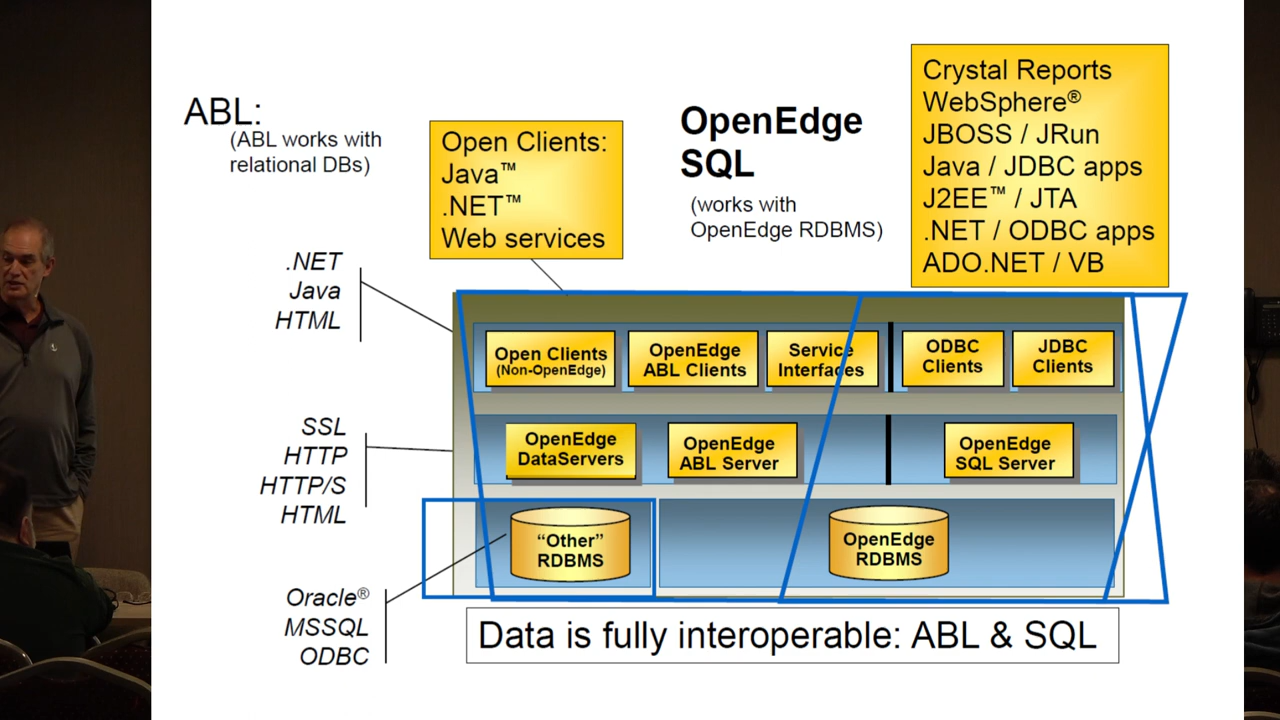 ABL:
(ABL works with
relational DBs)
Open Clients:
Java™
.NET™
Web services
OpenEdge
SQL
(works with
OpenEdge RDBMS)
Crystal Reports
WebSphere®
JBOSS / JRun
Java / JDBC apps
J2EE™ / JTA
.NET / ODBC apps
ADO.NET / VB
.NET
Java
HTML
Open Clients
(Non-OpenEdge)
OpenEdge
ABL Clients
Service
Interfaces
ODBC
Clients
JDBC
Clients
SSL
HTTP
HTTP/S
HTML
OpenEdge
DataServers
OpenEdge
ABL Server
OpenEdge
SQL Server
“Other”
RDBMS
OpenEdge
RDBMS
Oracle®
MSSQL
ODBC
Data is fully interoperable: ABL & SQL